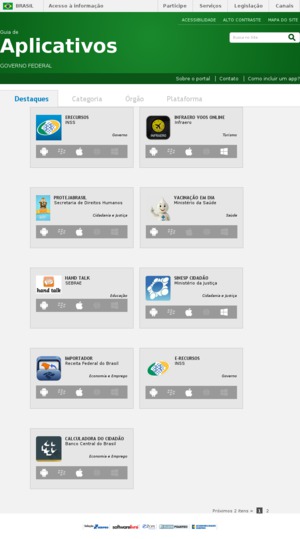 BRASIL Acesso à informação Participe Serviços Legislação Canais
ACESSIBILIDADE ALTO CONTRASTE MAPA DO SITE
Guia de
Aplicativos
GOVERNO FEDERAL
Sobre o portal | Contato | Como incluir um app?
Destaques Categoria Órgão Plataforma
ERECURSOS
INSS
Governo
INFRAERO VOOS ONLINE
Infraero
Turismo
PROTEJABRASIL
Secretaria de Direitos Humanos
Cidadania e Justiça
VACINAÇÃO EM DIA
Ministério da Saúde
Saúde
HAND TALK
SEBRAE
Educação
SINESP CIDADÃO
Ministério da Justiça
Cidadania e Justiça
IMPORTADOR
Receita Federal do Brasil
Economia e Emprego
E-RECURSOS
INSS
Governo
CALCULADORA DO CIDADÃO
Banco Central do Brasil
Economia e Emprego
Próximos 2 itens » 1 2